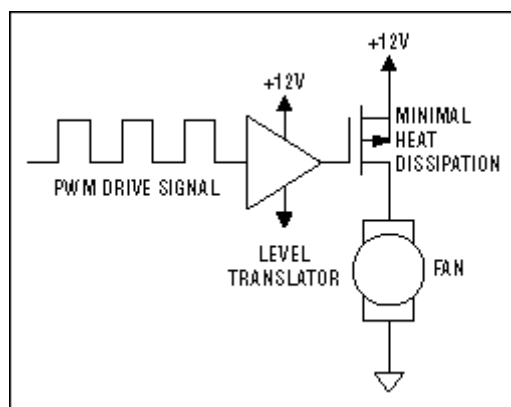 +12V
+12V
MINIMAL
HEAT
DISSIPATION
PWM DRIVE SIGNAL
LEVEL
TRANSLATOR
FAN